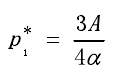 p₁* = 3A/4α